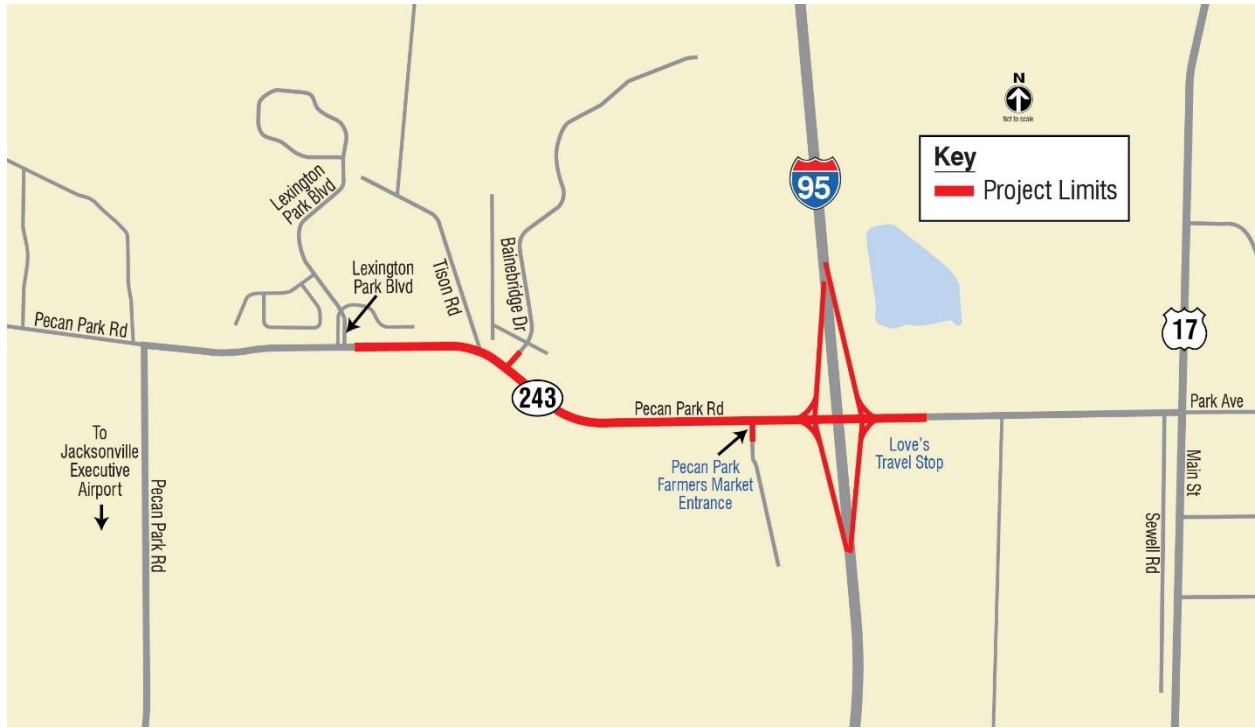 N
Not to scale
Key
Project Limits
95
17
Lexington
Park Blvd
Lexington
Park Blvd
Tison Rd
Bainebridge Dr
Pecan Park Rd
243
Pecan Park Rd
Park Ave
To
Jacksonville
Executive
Airport
Pecan Park Rd
Pecan Park
Farmers Market
Entrance
Love's
Travel Stop
Main St
Sewell Rd